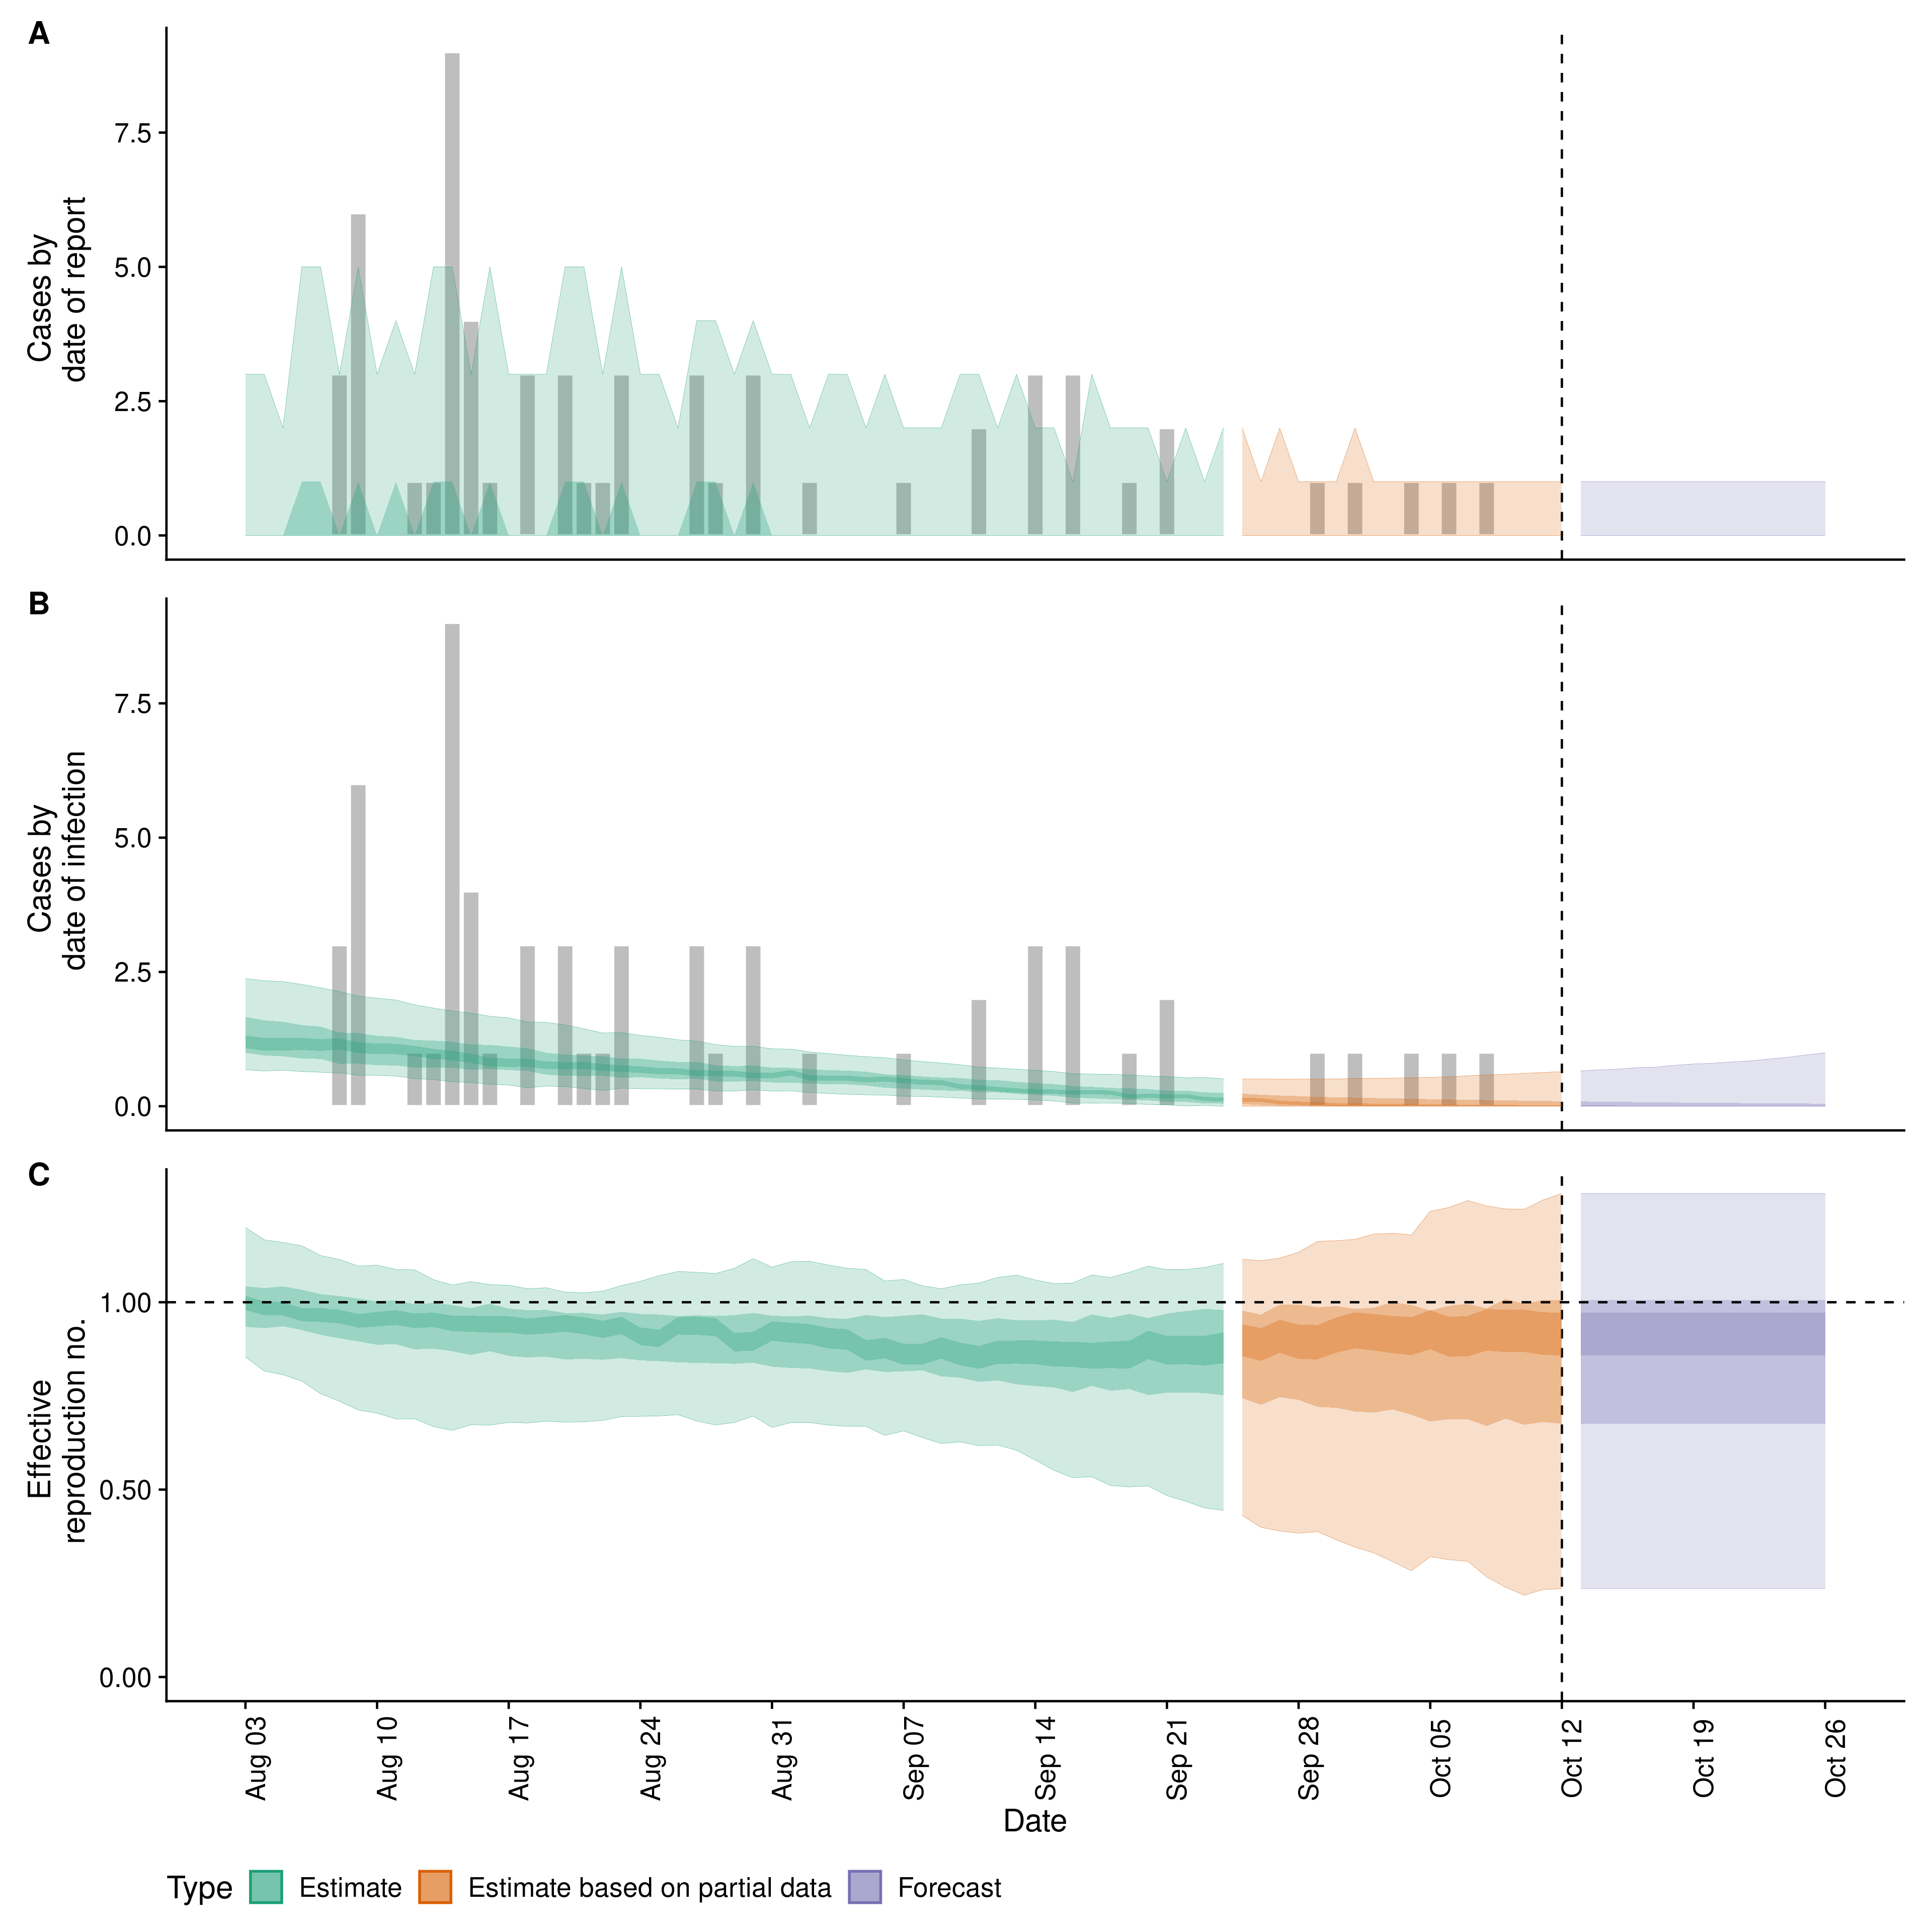 A
Cases by
date of report
7.5
5.0
2.5
0.0
B
Cases by
date of infection
7.5
5.0
2.5
0.0
C
Effective
reproduction no.
1.00
0.50
0.00
Aug 03
Aug 10
Aug 17
Aug 24
Aug 31
Sep 07
Sep 14
Sep 21
Sep 28
Oct 05
Oct 12
Oct 19
Oct 26
Date
Type Estimate Estimate based on partial data Forecast